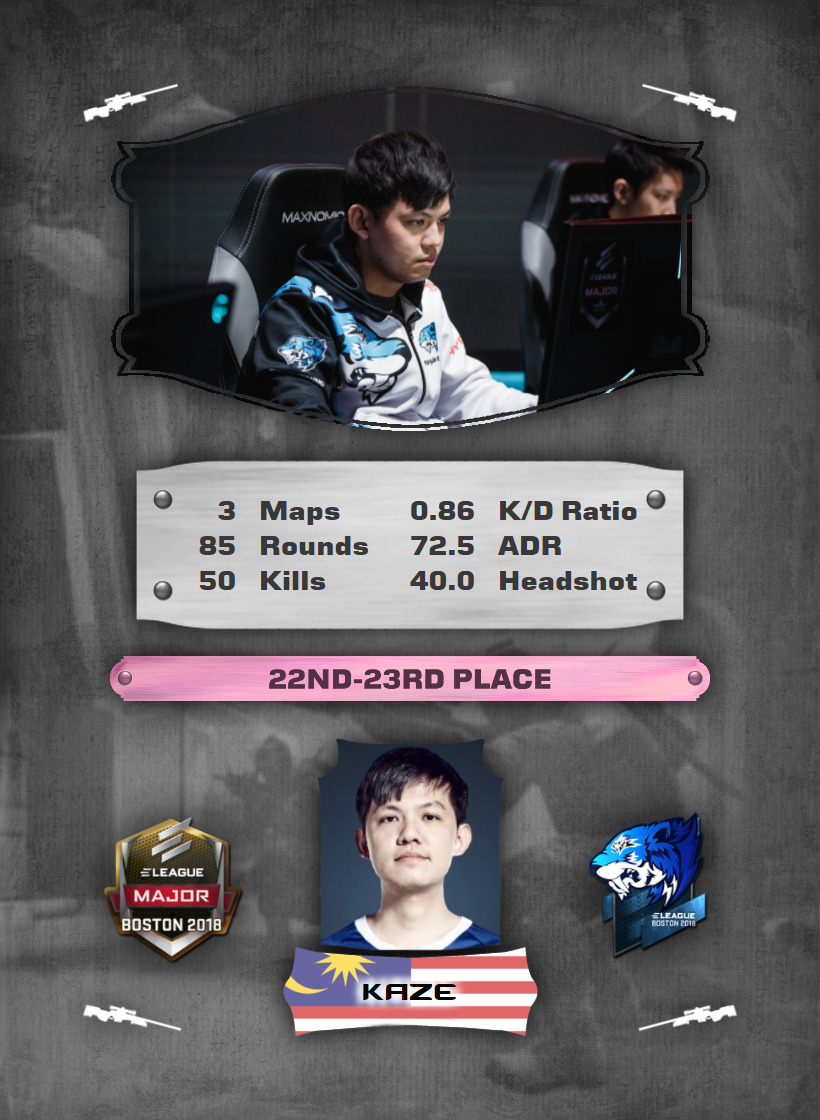 MAXNOMIC
ELEAGUE
MAJOR
3 Maps 0.86 K/D Ratio
85 Rounds 72.5 ADR
50 Kills 40.0 Headshot
22ND-23RD PLACE
ELEAGUE
MAJOR
BOSTON 2018
ELEAGUE
BOSTON 2018
KAZE